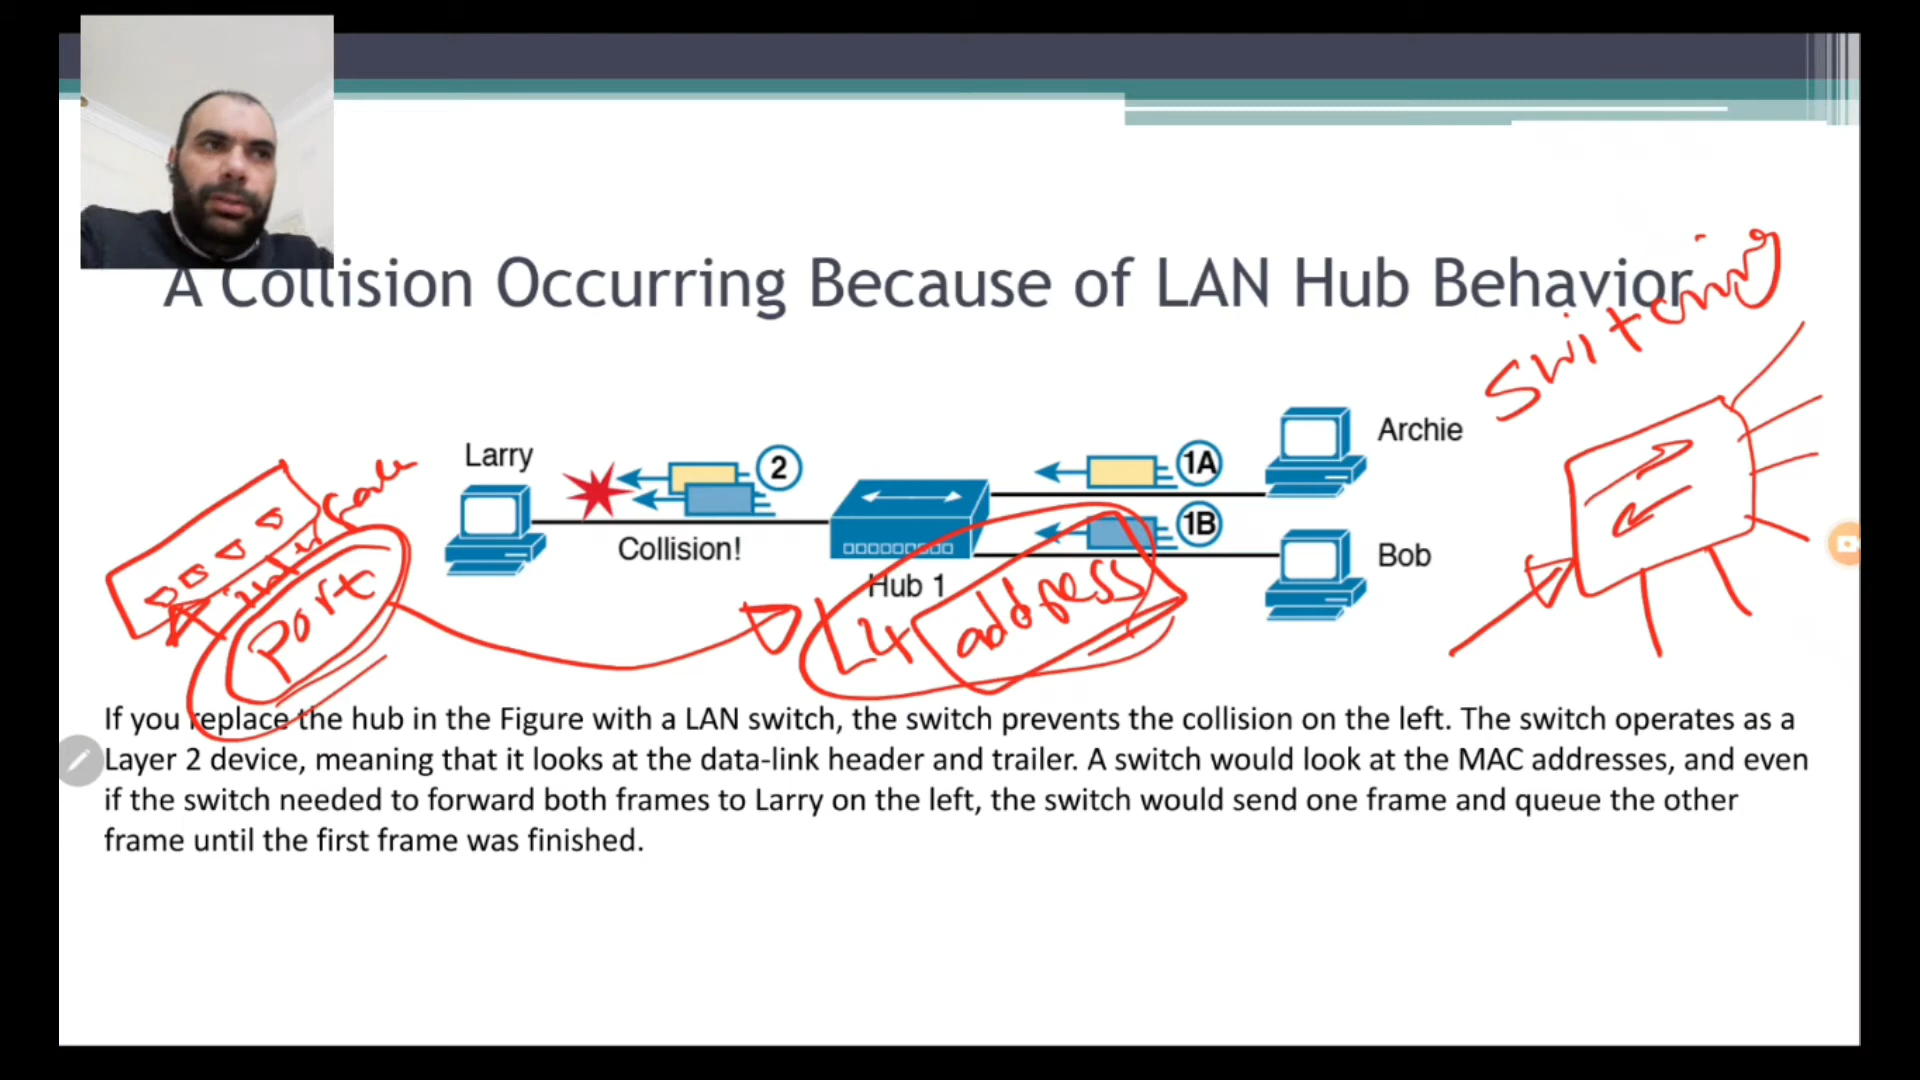 A Collision Occurring Because of LAN Hub Behavior
Switching
Larry
2
1A
Archie
Collision!
1B
Bob
Hub 1
interface
port
L4 address
If you replace the hub in the Figure with a LAN switch, the switch prevents the collision on the left. The switch operates as a
Layer 2 device, meaning that it looks at the data-link header and trailer. A switch would look at the MAC addresses, and even
if the switch needed to forward both frames to Larry on the left, the switch would send one frame and queue the other
frame until the first frame was finished.